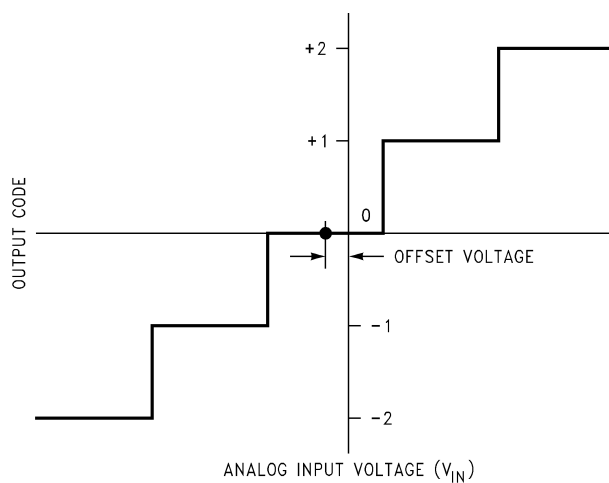 +2
+1
0
OUTPUT CODE
OFFSET VOLTAGE
-1
-2
ANALOG INPUT VOLTAGE (VIN)